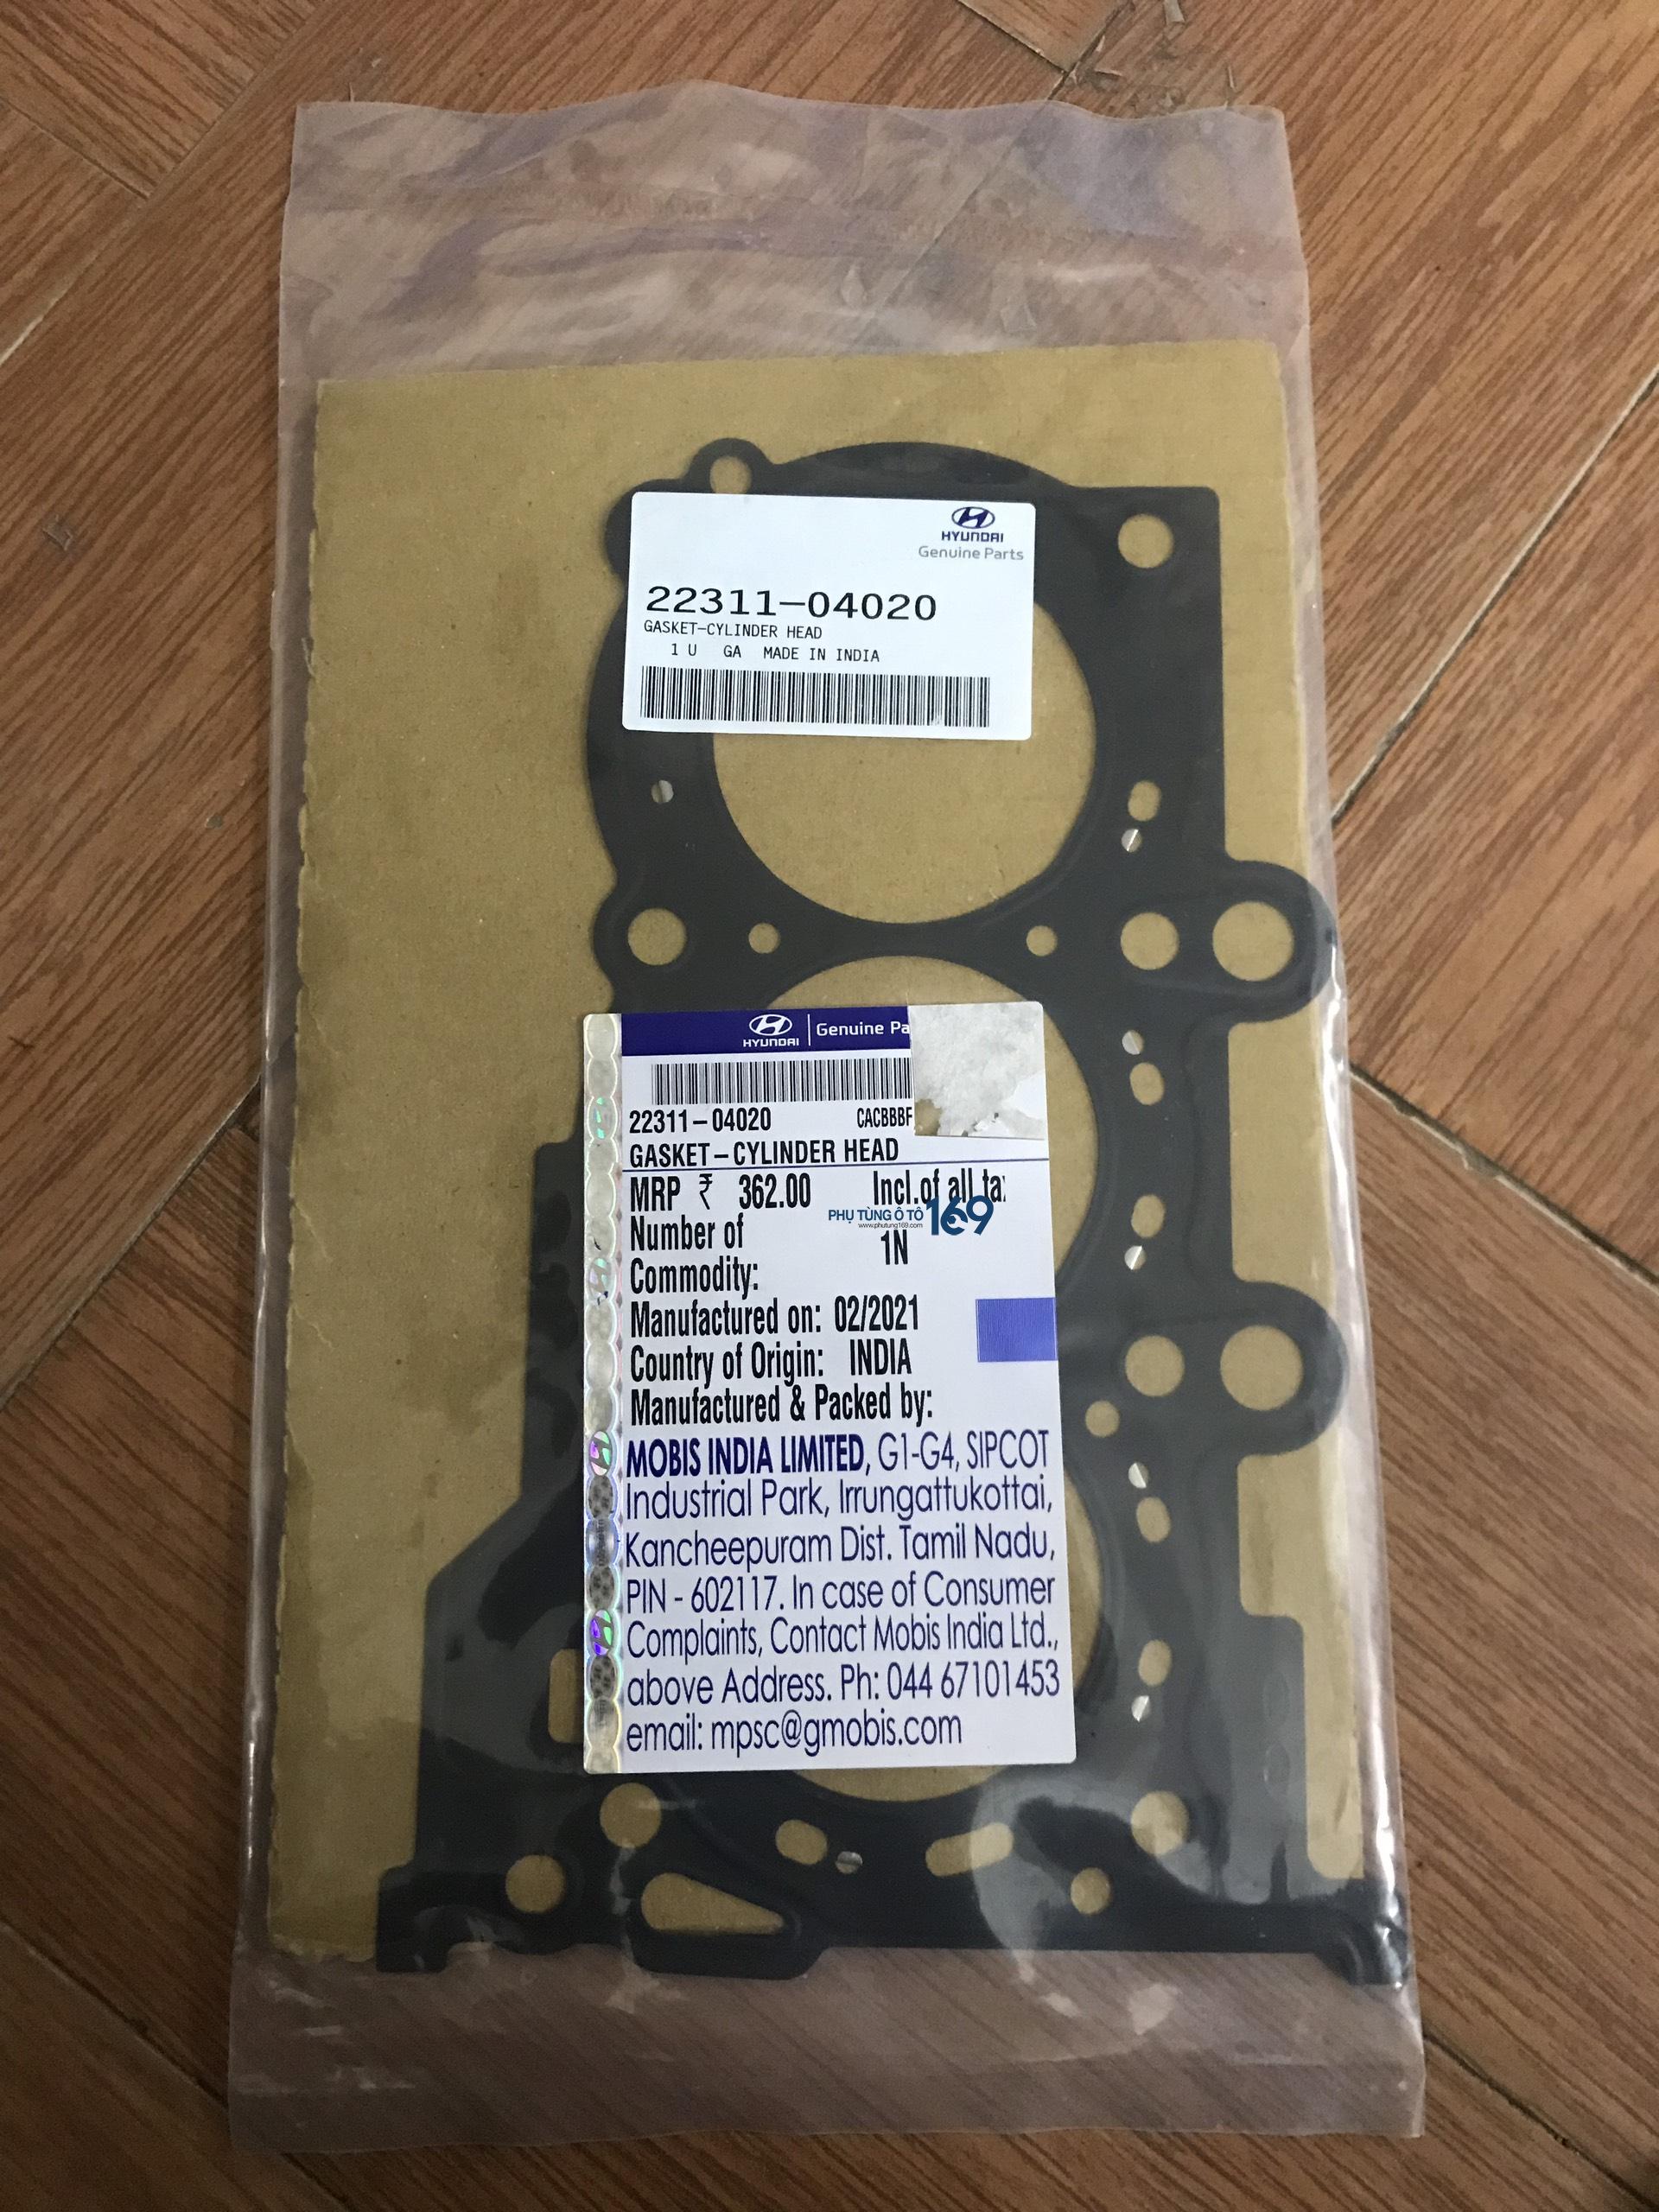 HYUNDAI
Genuine Parts
22311-04020
GASKET-CYLINDER HEAD
1 U GA MADE IN INDIA
HYUNDAI
Genuine Pa
22311-04020 CACBBBF
GASKET-CYLINDER HEAD
MRP ₹ 362.00 Incl.of all ta
PHỤ TÙNG Ô TÔ 169
www.phutung169.com
Number of 1N
Commodity:
Manufactured on: 02/2021
Country of Origin: INDIA
Manufactured & Packed by:
MOBIS INDIA LIMITED, G1-G4, SIPCOT
Industrial Park, Irrungattukottai,
Kancheepuram Dist. Tamil Nadu,
PIN - 602117. In case of Consumer
Complaints, Contact Mobis India Ltd.,
above Address. Ph: 044 67101453
email: mpsc@gmobis.com